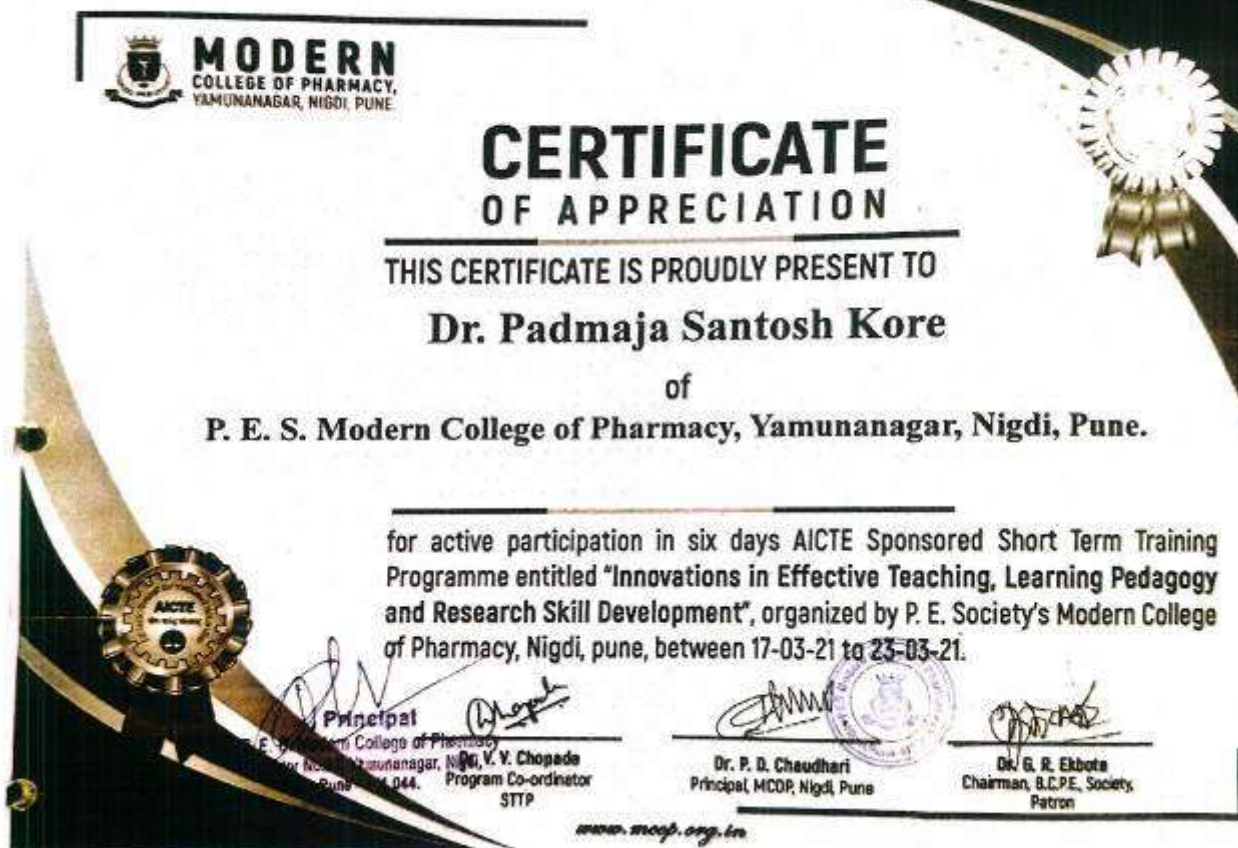 MODERN
COLLEGE OF PHARMACY,
YAMUNANAGAR, NIGDI, PUNE.
CERTIFICATE
OF APPRECIATION
THIS CERTIFICATE IS PROUDLY PRESENT TO
Dr. Padmaja Santosh Kore
of
P. E. S. Modern College of Pharmacy, Yamunanagar, Nigdi, Pune.
for active participation in six days AICTE Sponsored Short Term Training
Programme entitled "Innovations in Effective Teaching, Learning Pedagogy
and Research Skill Development", organized by P. E. Society's Modern College
of Pharmacy, Nigdi, pune, between 17-03-21 to 23-03-21.
AICTE
Principal
College of Pharmacy
Yamunanagar, Nigdi,
044.
Dr. V. V. Chopade
Program Co-ordinator
STTP
Dr. P. D. Chaudhari
Principal, MCOP, Nigdi, Pune
Dr. G. R. Ekbote
Chairman, B.C.P.E., Society,
Patron
www.mcop.org.in